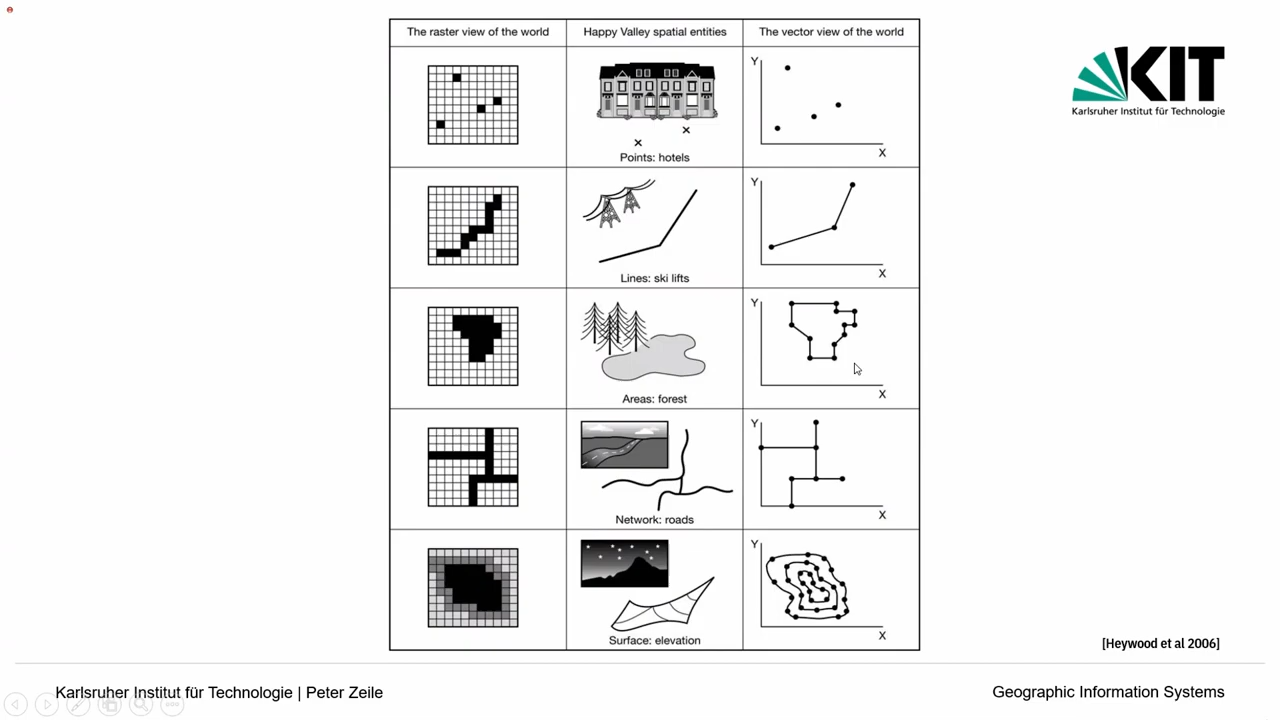 The raster view of the world
Happy Valley spatial entities
The vector view of the world
Points: hotels
Y
X
Lines: ski lifts
Y
X
Areas: forest
Y
X
Network: roads
Y
X
Surface: elevation
Y
X
KIT
Karlsruher Institut für Technologie
[Heywood et al 2006]
Karlsruher Institut für Technologie | Peter Zeile
Geographic Information Systems